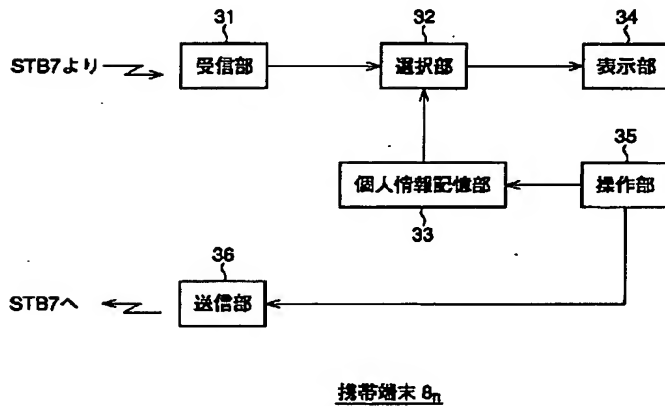 31
32
34
STB7より
受信部
選択部
表示部
35
個人情報記憶部
操作部
33
36
STB7へ
送信部
携帯端末 8n